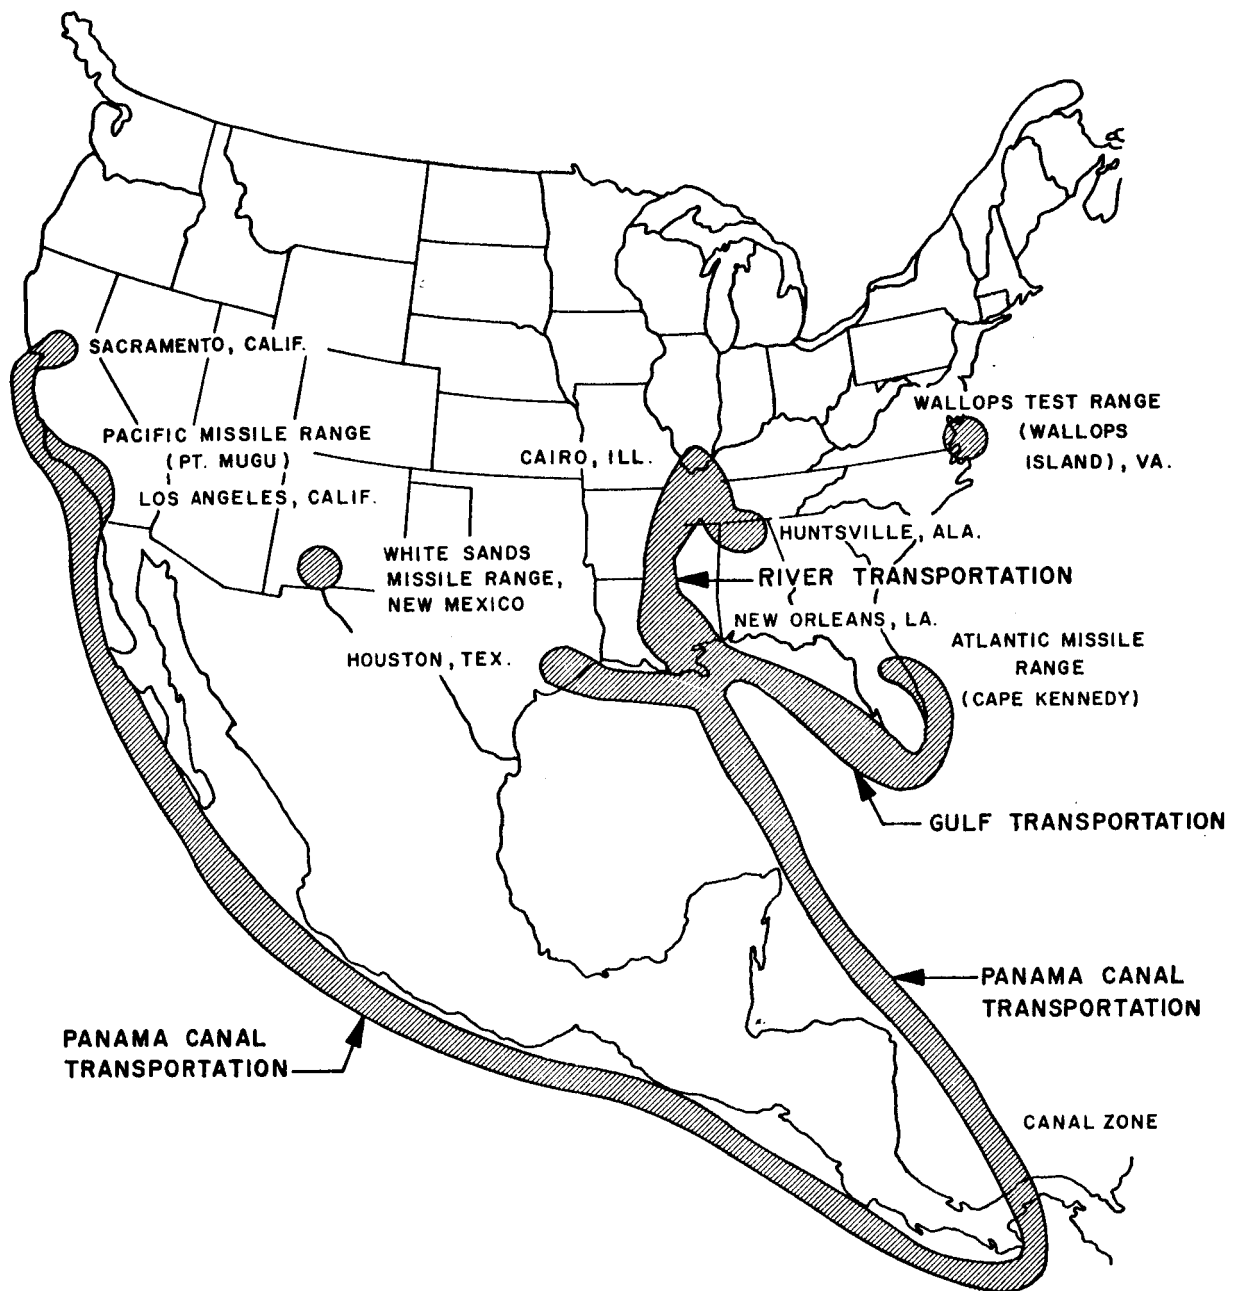 SACRAMENTO, CALIF.
PACIFIC MISSILE RANGE
(PT. MUGU)
LOS ANGELES, CALIF.
CAIRO, ILL.
WALLOPS TEST RANGE
(WALLOPS
ISLAND), VA.
WHITE SANDS
MISSILE RANGE,
NEW MEXICO
HUNTSVILLE, ALA.
RIVER TRANSPORTATION
NEW ORLEANS, LA.
HOUSTON, TEX.
ATLANTIC MISSILE
RANGE
(CAPE KENNEDY)
GULF TRANSPORTATION
PANAMA CANAL
TRANSPORTATION
PANAMA CANAL
TRANSPORTATION
CANAL ZONE